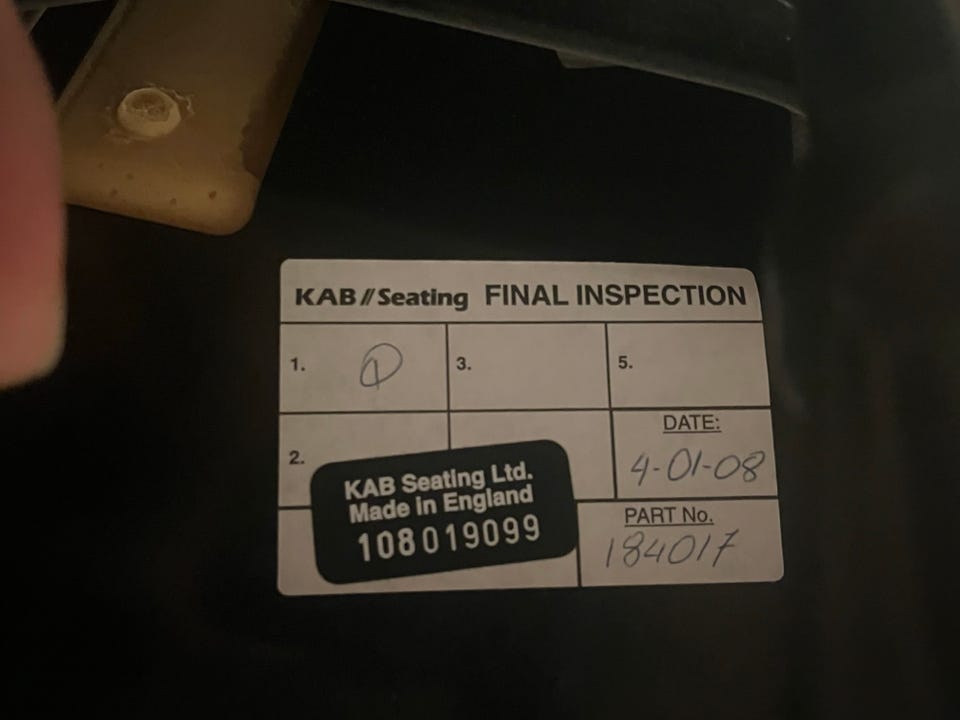 KAB//Seating FINAL INSPECTION
1.
3.
5.
2.
DATE:
4-01-08
KAB Seating Ltd.
Made in England
108019099
PART No.
184017